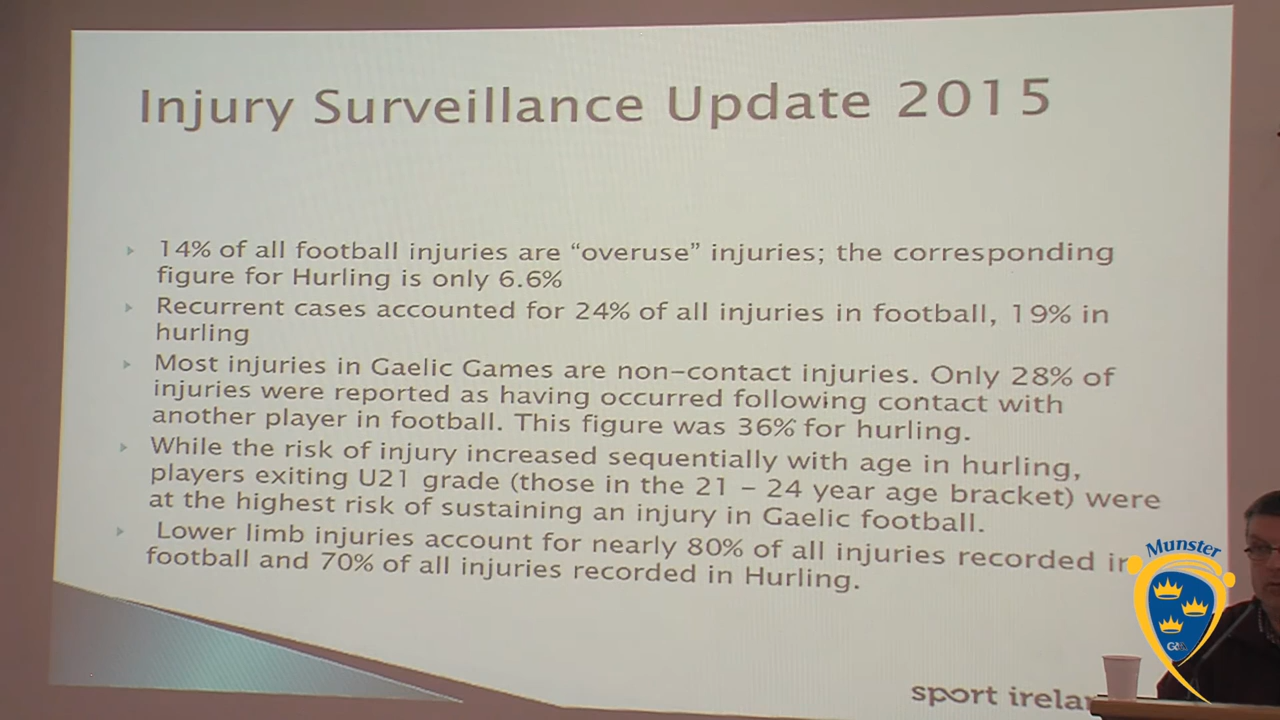 Injury Surveillance Update 2015
14% of all football injuries are “overuse” injuries; the corresponding
figure for Hurling is only 6.6%
Recurrent cases accounted for 24% of all injuries in football, 19% in
hurling
Most injuries in Gaelic Games are non-contact injuries. Only 28% of
injuries were reported as having occurred following contact with
another player in football. This figure was 36% for hurling.
While the risk of injury increased sequentially with age in hurling,
players exiting U21 grade (those in the 21 – 24 year age bracket) were
at the highest risk of sustaining an injury in Gaelic football.
Lower limb injuries account for nearly 80% of all injuries recorded in
football and 70% of all injuries recorded in Hurling.
Munster
GAA
sport